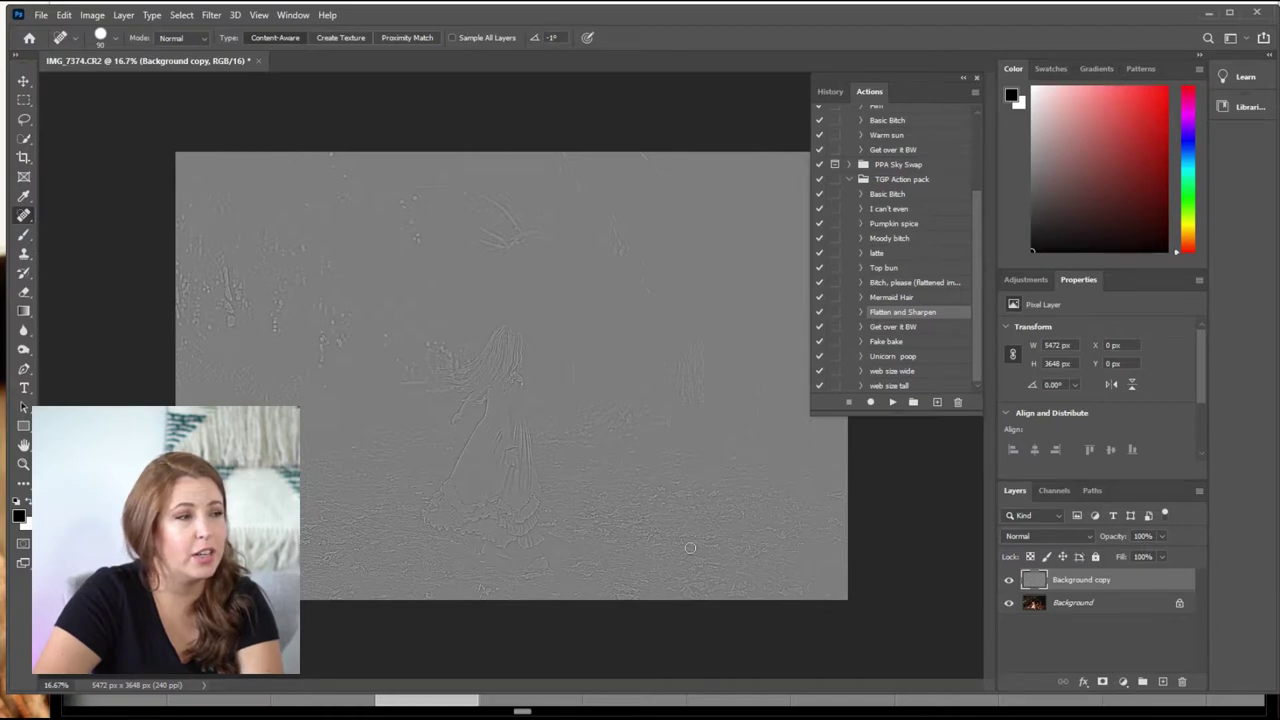 Ps File Edit Image Layer Type Select Filter 3D View Window Help
90 Mode: Normal Type: Content-Aware Create Texture Proximity Match Sample All Layers -1°
IMG_7374.CR2 @ 16.7% (Background copy, RGB/16) *
History Actions
Basic Bitch
Warm sun
Get over it BW
PPA Sky Swap
TGP Action pack
Basic Bitch
I can't even
Pumpkin spice
Moody bitch
latte
Top bun
Bitch, please (flattened im...
Mermaid Hair
Flatten and Sharpen
Get over it BW
Fake bake
Unicorn poop
web size wide
web size tall
Color Swatches Gradients Patterns
Learn
Librari...
Adjustments Properties
Pixel Layer
Transform
W 5472 px X 0 px
H 3648 px Y 0 px
0.00°
Align and Distribute
Align:
Layers Channels Paths
Kind
Normal Opacity: 100%
Lock: Fill: 100%
Background copy
Background
fx
16.67% 5472 px x 3648 px (240 ppi)